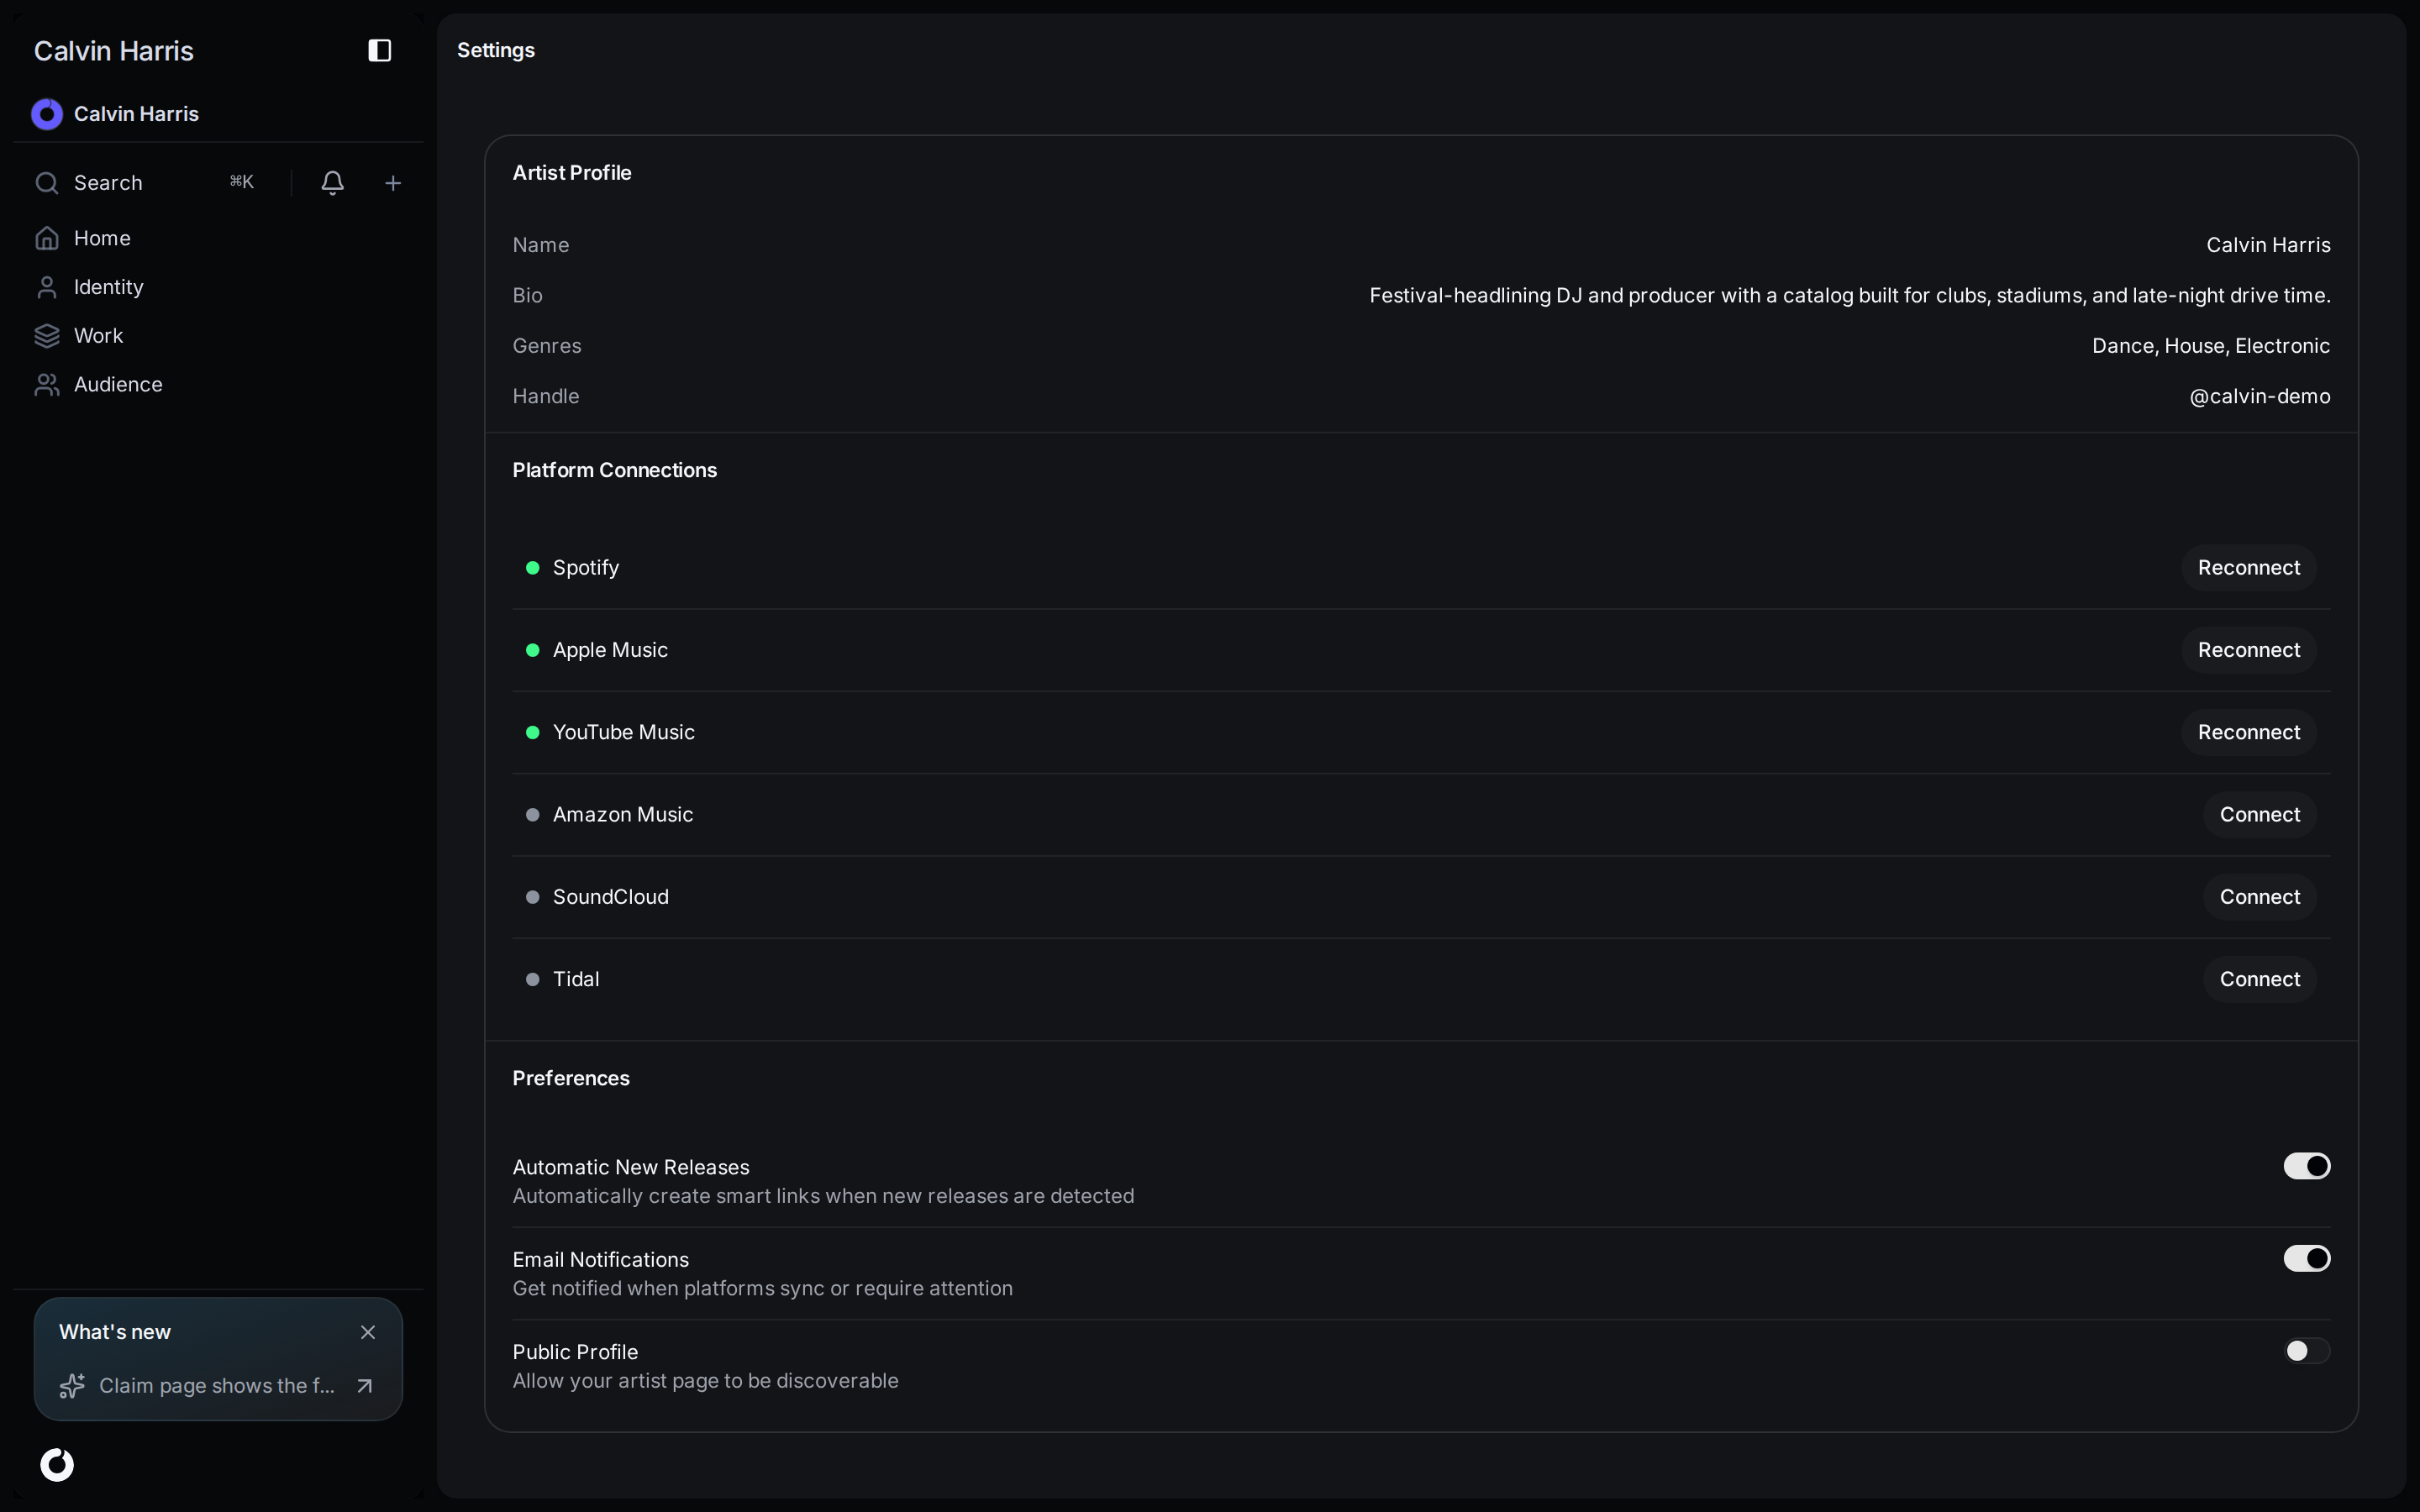 Calvin Harris
Calvin Harris
Search ⌘K
Home
Identity
Work
Audience
What's new
Claim page shows the f...
Settings
Artist Profile
Name Calvin Harris
Bio Festival-headlining DJ and producer with a catalog built for clubs, stadiums, and late-night drive time.
Genres Dance, House, Electronic
Handle @calvin-demo
Platform Connections
Spotify Reconnect
Apple Music Reconnect
YouTube Music Reconnect
Amazon Music Connect
SoundCloud Connect
Tidal Connect
Preferences
Automatic New Releases
Automatically create smart links when new releases are detected
Email Notifications
Get notified when platforms sync or require attention
Public Profile
Allow your artist page to be discoverable